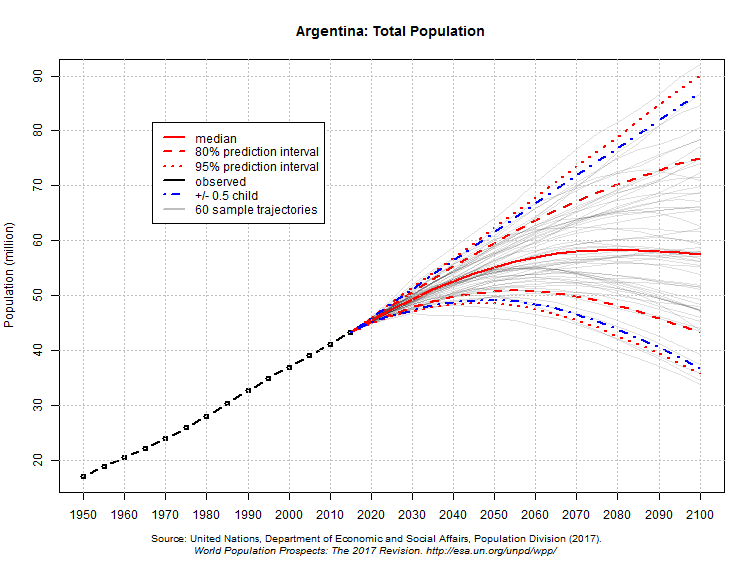 Argentina: Total Population
Population (million)
90
80
70
60
50
40
30
20
median
80% prediction interval
95% prediction interval
observed
+/- 0.5 child
60 sample trajectories
1950 1960 1970 1980 1990 2000 2010 2020 2030 2040 2050 2060 2070 2080 2090 2100
Source: United Nations, Department of Economic and Social Affairs, Population Division (2017).
World Population Prospects: The 2017 Revision. http://esa.un.org/unpd/wpp/